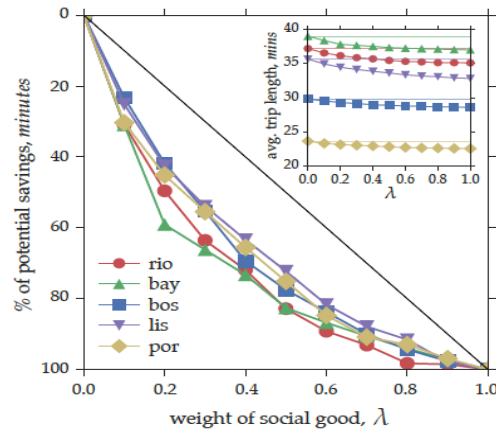 % of potential savings, minutes
0
20
40
60
80
100
0.0
0.2
0.4
0.6
0.8
1.0
weight of social good, λ
rio
bay
bos
lis
por
avg. trip length, mins
40
35
30
25
20
0.0
0.2
0.4
0.6
0.8
1.0
λ